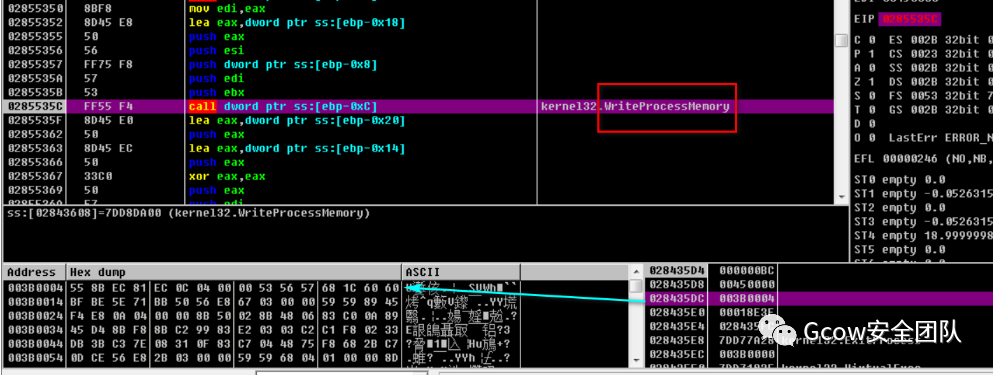 02855350 8BF8 mov edi,eax
02855352 8D45 E8 lea eax,dword ptr ss:[ebp-0x18]
02855355 50 push eax
02855356 56 push esi
02855357 FF75 F8 push dword ptr ss:[ebp-0x8]
0285535A 57 push edi
0285535B 53 push ebx
0285535C FF55 F4 call dword ptr ss:[ebp-0xC] kernel32.WriteProcessMemory
0285535F 8D45 E0 lea eax,dword ptr ss:[ebp-0x20]
02855362 50 push eax
02855363 8D45 EC lea eax,dword ptr ss:[ebp-0x14]
02855366 50 push eax
02855367 33C0 xor eax,eax
02855369 50 push eax
EIP 0285535C
C 0 ES 002B 32bit
P 1 CS 0023 32bit
A 0 SS 002B 32bit
Z 1 DS 002B 32bit
S 0 FS 0053 32bit 7
T 0 GS 002B 32bit
D 0
O 0 LastErr ERROR_N
EFL 00000246 (NO,NB,
ST0 empty 0.0
ST1 empty -0.0526315
ST2 empty 0.0
ST3 empty -0.0526315
ST4 empty 18.9999998
ST5 empty 0.0
ss:[02843608]=7DD8DA00 (kernel32.WriteProcessMemory)
Address Hex dump ASCII
003B0004 55 8B EC 81 EC 0C 04 00 00 53 56 57 68 1C 60 60
003B0014 BF BE 5E 71 BB 50 56 E8 67 03 00 00 59 59 89 45
003B0024 F4 E8 0A 04 00 00 8B 50 02 8D 48 06 83 C0 0A 89
003B0034 45 D4 8B F8 8B C2 99 83 E2 03 03 C2 C1 F8 02 33
003B0044 DB 3B C3 7E 08 31 0F 83 C7 04 48 75 F8 68 2B C7
003B0054 0D CE 56 E8 2B 03 00 00 59 59 68 04 01 00 00 8D
028435D4 000000BC
028435D8 00450000
028435DC 003B0004
028435E0 00018E3E
028435E4
028435E8 7DD77A28 kernel32.ExitProcess
028435EC 003B0000
Gcow安全团队